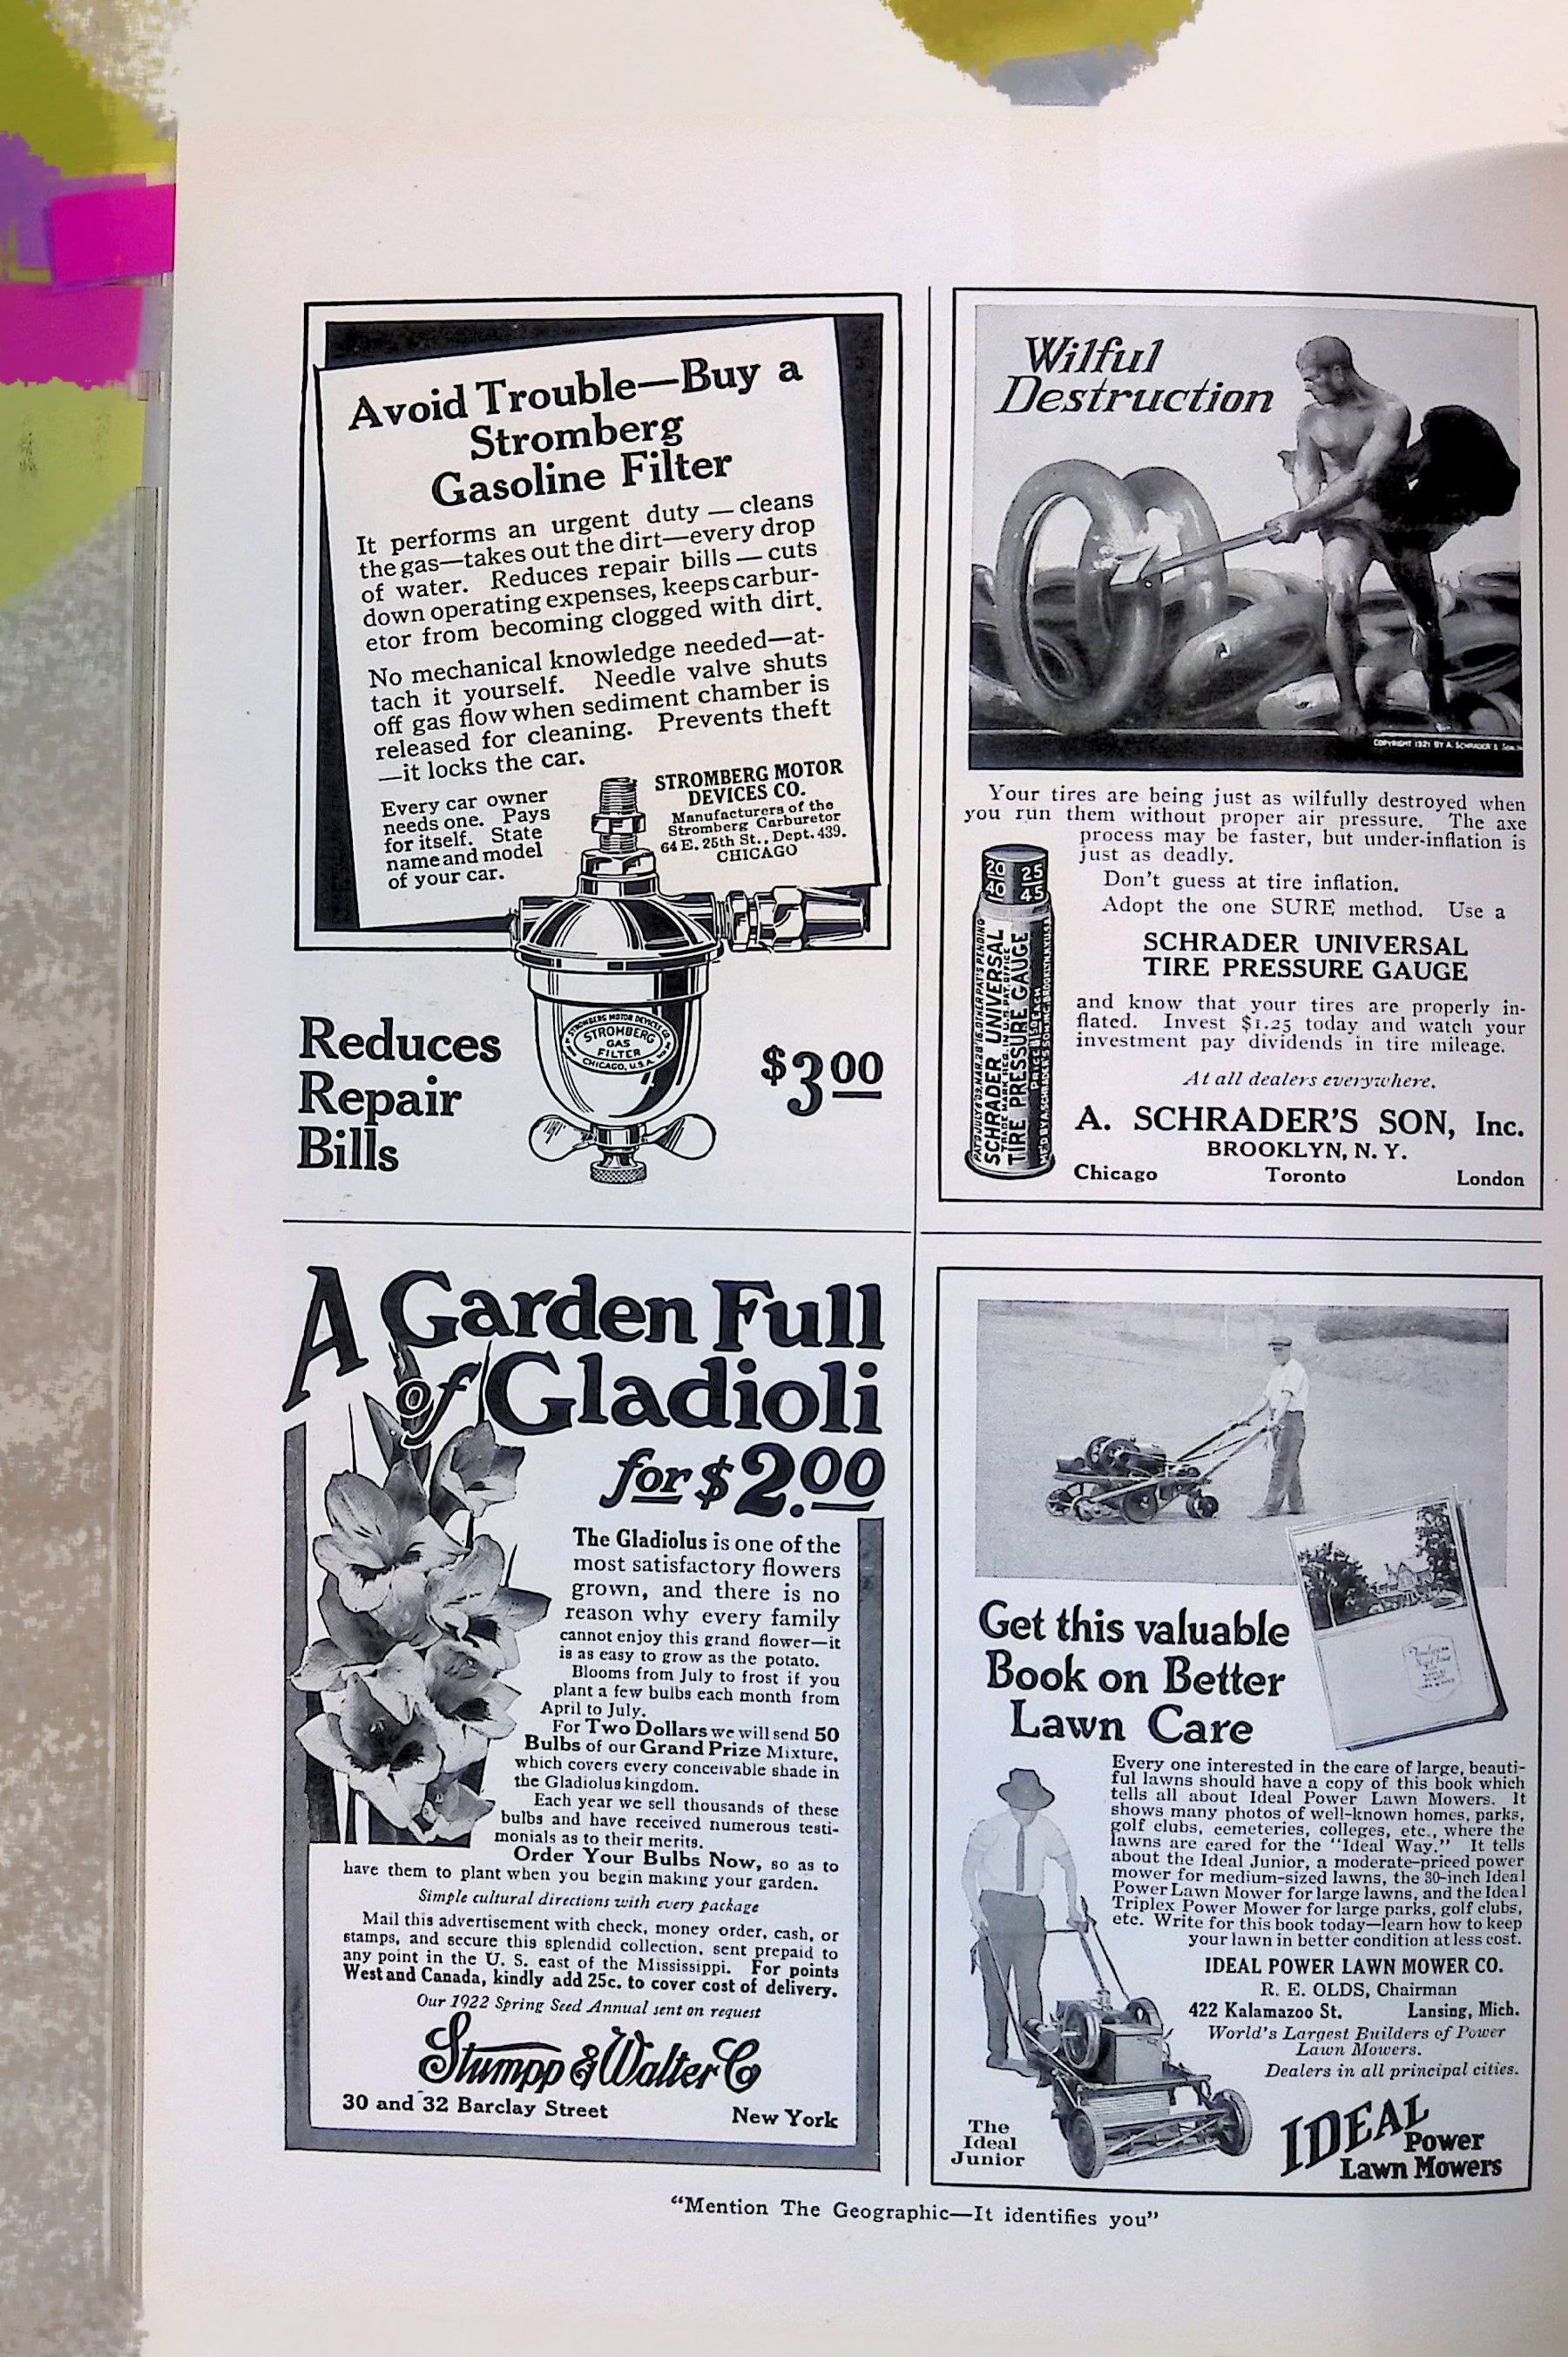 Avoid Trouble—Buy a
Stromberg
Gasoline Filter
It performs an urgent duty — cleans
the gas—takes out the dirt—every drop
of water. Reduces repair bills — cuts
down operating expenses, keeps carbur-
etor from becoming clogged with dirt.
No mechanical knowledge needed—at-
tach it yourself. Needle valve shuts
off gas flow when sediment chamber is
released for cleaning. Prevents theft
—it locks the car.
Every car owner
needs one. Pays
for itself. State
name and model
of your car.
STROMBERG MOTOR
DEVICES CO.
Manufacturers of the
Stromberg Carburetor
64 E. 25th St., Dept. 439.
CHICAGO
STROMBERG MOTOR DEVICES CO.
STROMBERG
GAS
FILTER
CHICAGO, U.S.A.
Reduces
Repair
Bills
$3 00
Wilful
Destruction
COPYRIGHT 1921 BY A. SCHRADER'S SON, INC.
Your tires are being just as wilfully destroyed when
you run them without proper air pressure. The axe
process may be faster, but under-inflation is
just as deadly.
Don't guess at tire inflation.
Adopt the one SURE method. Use a
SCHRADER UNIVERSAL
TIRE PRESSURE GAUGE
and know that your tires are properly in-
flated. Invest $1.25 today and watch your
investment pay dividends in tire mileage.
At all dealers everywhere.
A. SCHRADER'S SON, Inc.
BROOKLYN, N. Y.
Chicago Toronto London
20 25
40 45
SCHRADER UNIVERSAL
TRADE MARK REG. IN U.S. PAT. OFFICE
TIRE PRESSURE GAUGE
A Garden Full
of Gladioli
for $2.00
The Gladiolus is one of the
most satisfactory flowers
grown, and there is no
reason why every family
cannot enjoy this grand flower—it
is as easy to grow as the potato.
Blooms from July to frost if you
plant a few bulbs each month from
April to July.
For Two Dollars we will send 50
Bulbs of our Grand Prize Mixture,
which covers every conceivable shade in
the Gladiolus kingdom.
Each year we sell thousands of these
bulbs and have received numerous testi-
monials as to their merits.
Order Your Bulbs Now, so as to
have them to plant when you begin making your garden.
Simple cultural directions with every package
Mail this advertisement with check, money order, cash, or
stamps, and secure this splendid collection, sent prepaid to
any point in the U. S. east of the Mississippi. For points
West and Canada, kindly add 25c. to cover cost of delivery.
Our 1922 Spring Seed Annual sent on request
Stumpp & Walter Co
30 and 32 Barclay Street New York
Get this valuable
Book on Better
Lawn Care
Every one interested in the care of large, beauti-
ful lawns should have a copy of this book which
tells all about Ideal Power Lawn Mowers. It
shows many photos of well-known homes, parks,
golf clubs, cemeteries, colleges, etc., where the
lawns are cared for the "Ideal Way." It tells
about the Ideal Junior, a moderate-priced power
mower for medium-sized lawns, the 30-inch Ideal
Power Lawn Mower for large lawns, and the Ideal
Triplex Power Mower for large parks, golf clubs,
etc. Write for this book today—learn how to keep
your lawn in better condition at less cost.
IDEAL POWER LAWN MOWER CO.
R. E. OLDS, Chairman
422 Kalamazoo St. Lansing, Mich.
World's Largest Builders of Power
Lawn Mowers.
Dealers in all principal cities.
The
Ideal
Junior
IDEAL
Power
Lawn Mowers
"Mention The Geographic—It identifies you"